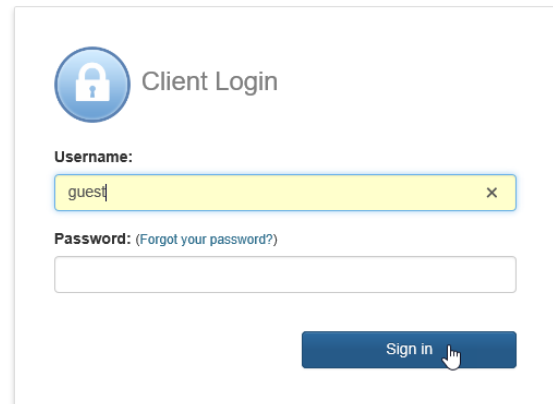 Client Login
Username:
guest
Password: (Forgot your password?)
Sign in